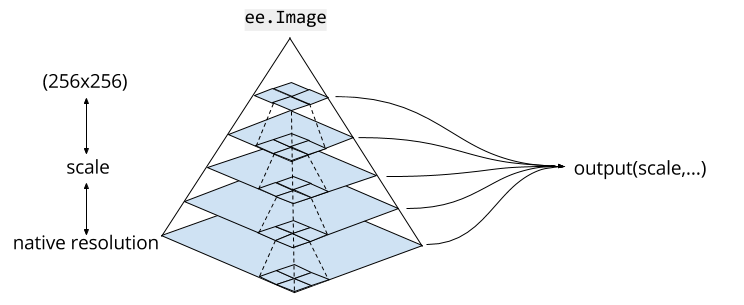 ee.Image
(256x256)
scale
output(scale,...)
native resolution